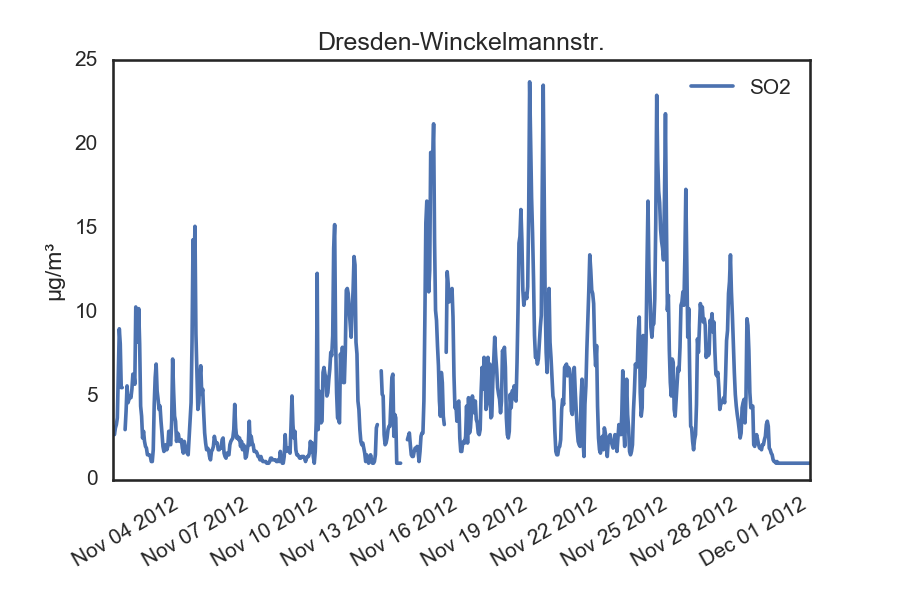 Dresden-Winckelmannstr.
25
20
15
10
5
0
µg/m³
SO2
Nov 04 2012
Nov 07 2012
Nov 10 2012
Nov 13 2012
Nov 16 2012
Nov 19 2012
Nov 22 2012
Nov 25 2012
Nov 28 2012
Dec 01 2012